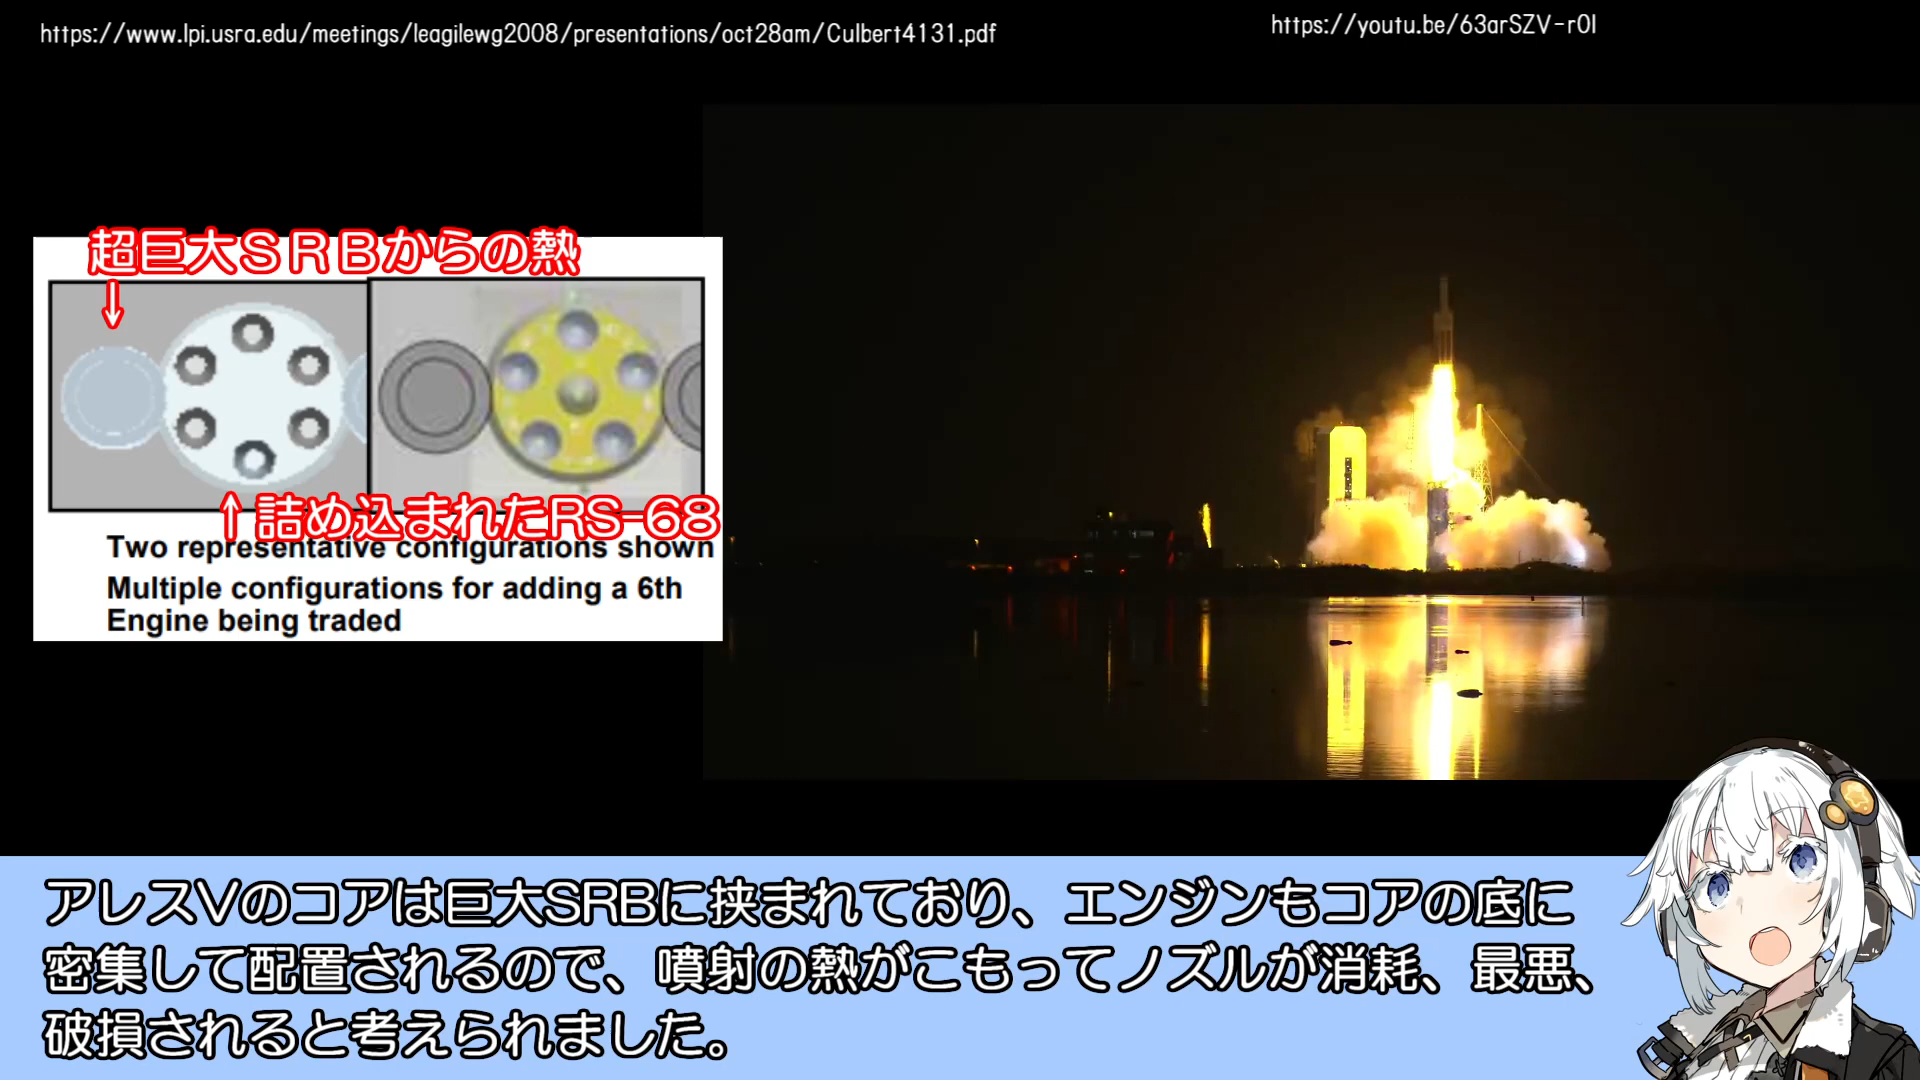 https://www.lpi.usra.edu/meetings/leagilewg2008/presentations/oct28am/Culbert4131.pdf
https://youtu.be/63arSZV-r0I
超巨大ＳＲＢからの熱
↓
↑詰め込まれたRS-68
Two representative configurations shown
Multiple configurations for adding a 6th
Engine being traded
アレスVのコアは巨大SRBに挟まれており、エンジンもコアの底に
密集して配置されるので、噴射の熱がこもってノズルが消耗、最悪、
破損されると考えられました。